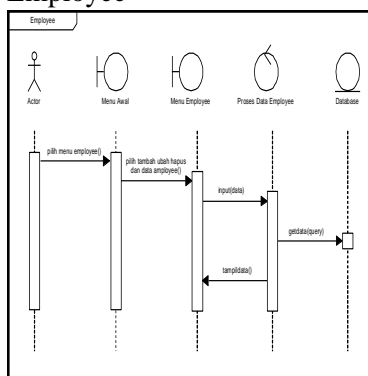 Employee
Employee
Actor
Menu Awal
Menu Employee
Proses Data Employee
Database
pilih menu employee()
pilih tambah ubah hapus
dan data amployee()
input(data)
getdata(query)
tampildata()